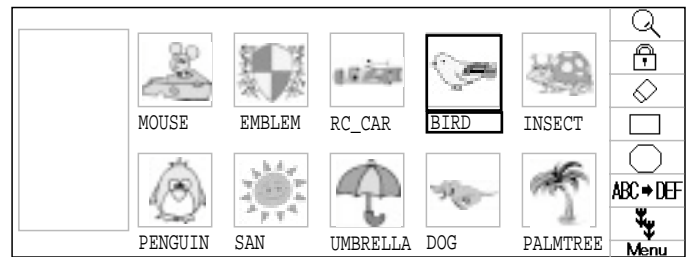 MOUSE EMBLEM RC_CAR BIRD INSECT
PENGUIN SAN UMBRELLA DOG PALMTREE
ABC➡DEF
Menu